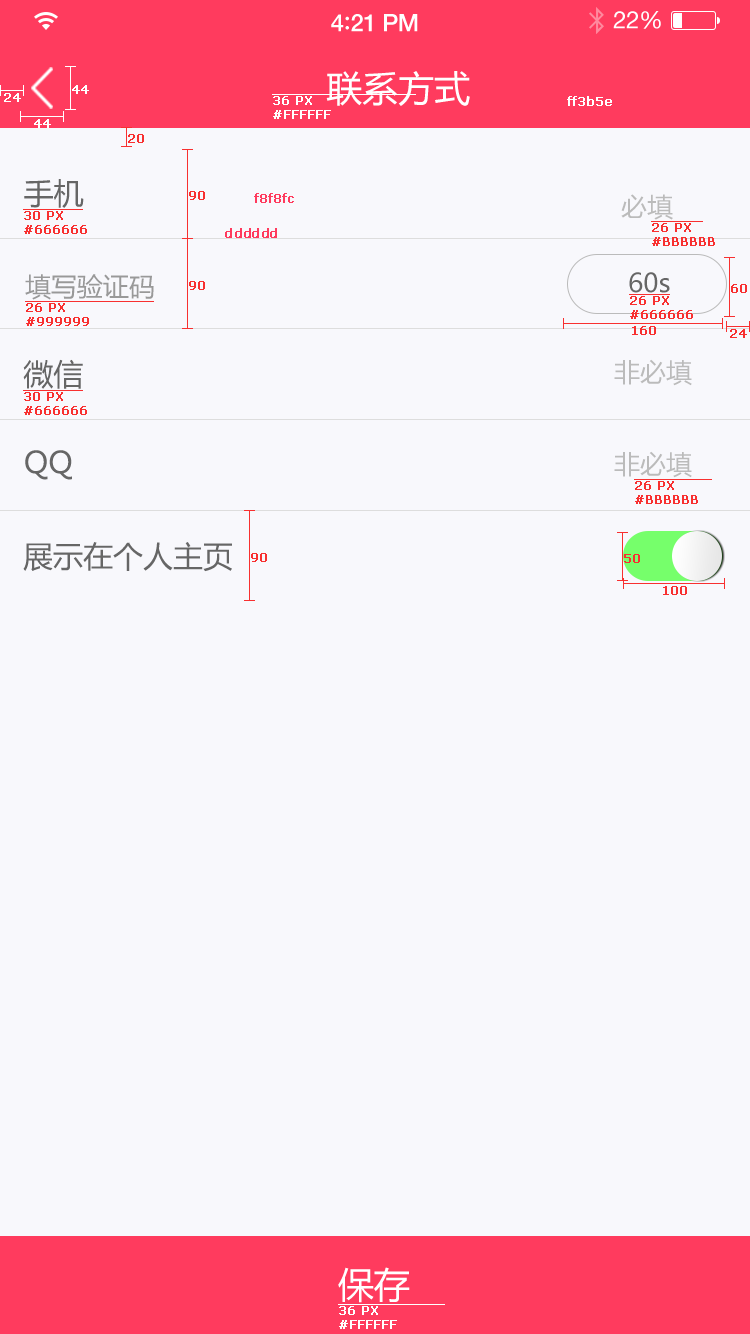 4:21 PM
22%
联系方式
24
44
44
36 PX
#FFFFFF
ff3b5e
20
手机
30 PX
#666666
90
f8f8fc
dddddd
必填
26 PX
#BBBBBB
填写验证码
26 PX
#999999
90
60s
26 PX
#666666
60
160
24
微信
30 PX
#666666
非必填
QQ
非必填
26 PX
#BBBBBB
展示在个人主页
90
50
100
保存
36 PX
#FFFFFF